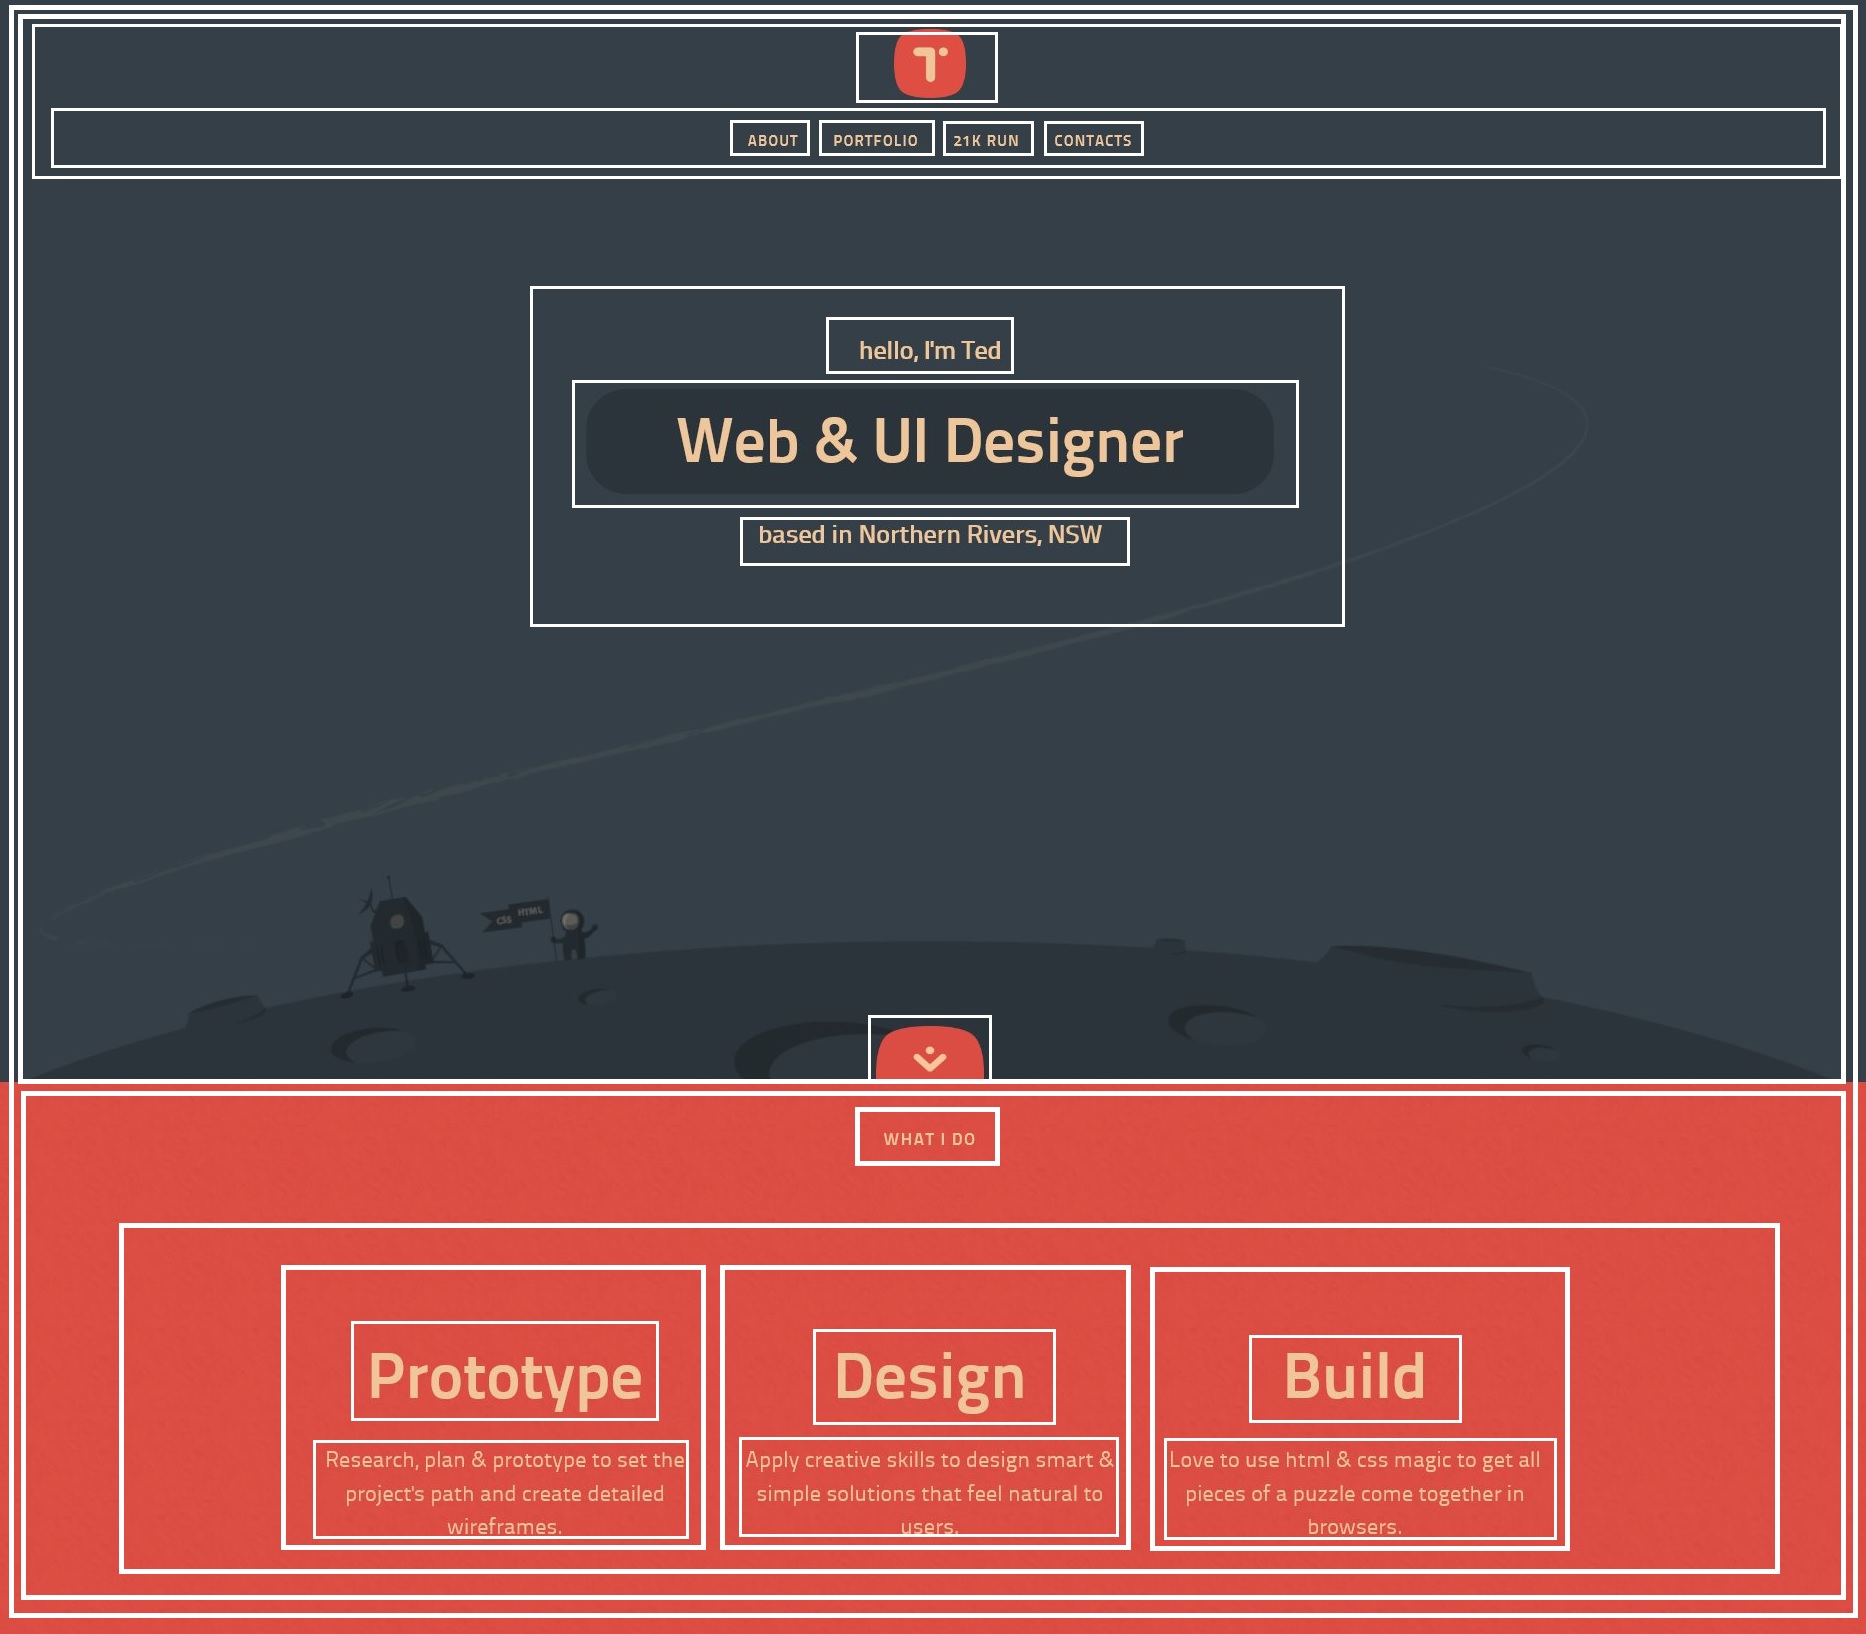 T
ABOUT PORTFOLIO 21K RUN CONTACTS
hello, I'm Ted
Web & UI Designer
based in Northern Rivers, NSW
CSS HTML
WHAT I DO
Prototype
Research, plan & prototype to set the
project's path and create detailed
wireframes.
Design
Apply creative skills to design smart &
simple solutions that feel natural to
users.
Build
Love to use html & css magic to get all
pieces of a puzzle come together in
browsers.